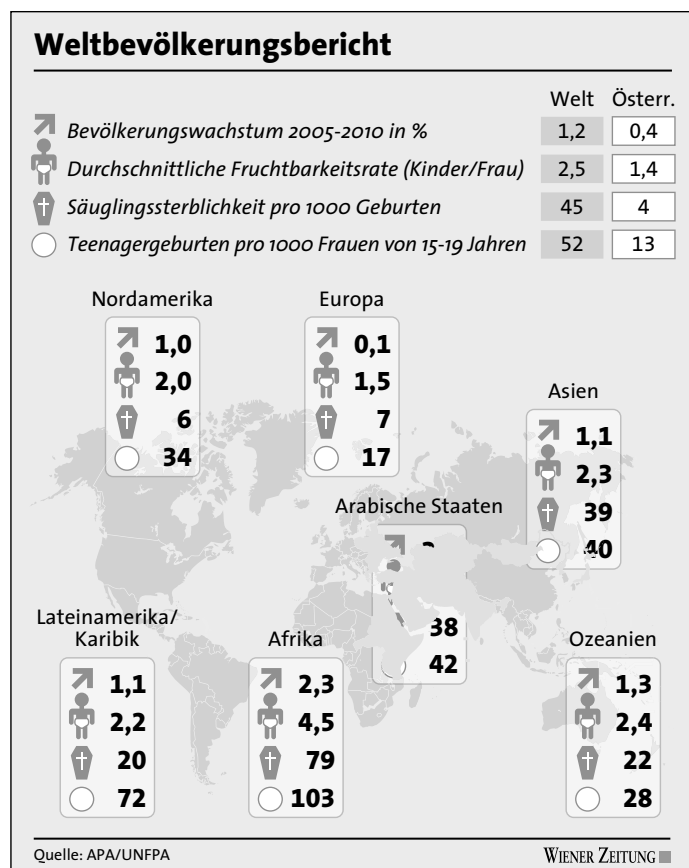 Weltbevölkerungsbericht
Welt Österr.
Bevölkerungswachstum 2005-2010 in % 1,2 0,4
Durchschnittliche Fruchtbarkeitsrate (Kinder/Frau) 2,5 1,4
Säuglingssterblichkeit pro 1000 Geburten 45 4
Teenagergeburten pro 1000 Frauen von 15-19 Jahren 52 13
Nordamerika
1,0
2,0
6
34
Europa
0,1
1,5
7
17
Asien
1,1
2,3
39
40
Arabische Staaten
38
42
Lateinamerika/
Karibik
1,1
2,2
20
72
Afrika
2,3
4,5
79
103
Ozeanien
1,3
2,4
22
28
Quelle: APA/UNFPA
WIENER ZEITUNG